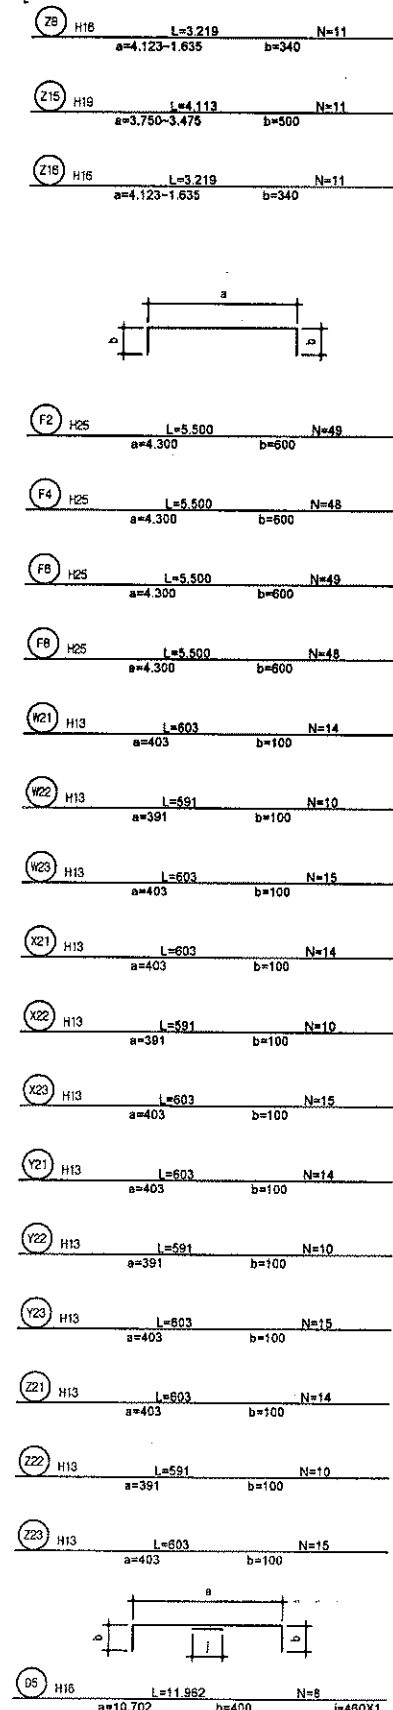 Z8 H16 L=3.219 N=11
a=4.123~1.635 b=340
Z15 H19 L=4.113 N=11
a=3.750~3.475 b=500
Z16 H16 L=3.219 N=11
a=4.123~1.635 b=340
a
b b
F2 H25 L=5.500 N=49
a=4.300 b=600
F4 H25 L=5.500 N=48
a=4.300 b=600
F6 H25 L=5.500 N=49
a=4.300 b=600
F8 H25 L=5.500 N=48
a=4.300 b=600
W21 H13 L=603 N=14
a=403 b=100
W22 H13 L=591 N=10
a=391 b=100
W23 H13 L=603 N=15
a=403 b=100
X21 H13 L=603 N=14
a=403 b=100
X22 H13 L=591 N=10
a=391 b=100
X23 H13 L=603 N=15
a=403 b=100
Y21 H13 L=603 N=14
a=403 b=100
Y22 H13 L=591 N=10
a=391 b=100
Y23 H13 L=603 N=15
a=403 b=100
Z21 H13 L=603 N=14
a=403 b=100
Z22 H13 L=591 N=10
a=391 b=100
Z23 H13 L=603 N=15
a=403 b=100
a
b j b
D5 H16 L=11.962 N=8
a=10.702 b=400 j=460X1